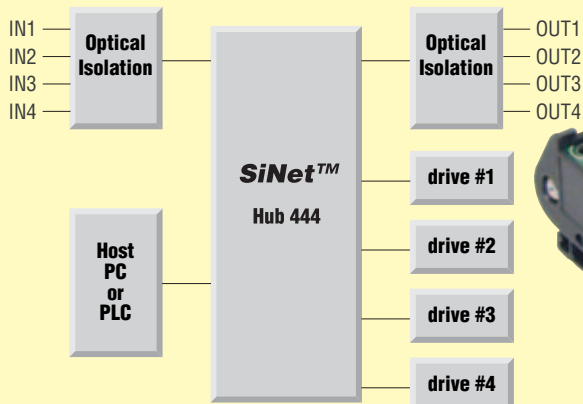 IN1
IN2
IN3
IN4
Optical
Isolation
Host
PC
or
PLC
SiNet™
Hub 444
Optical
Isolation
OUT1
OUT2
OUT3
OUT4
drive #1
drive #2
drive #3
drive #4